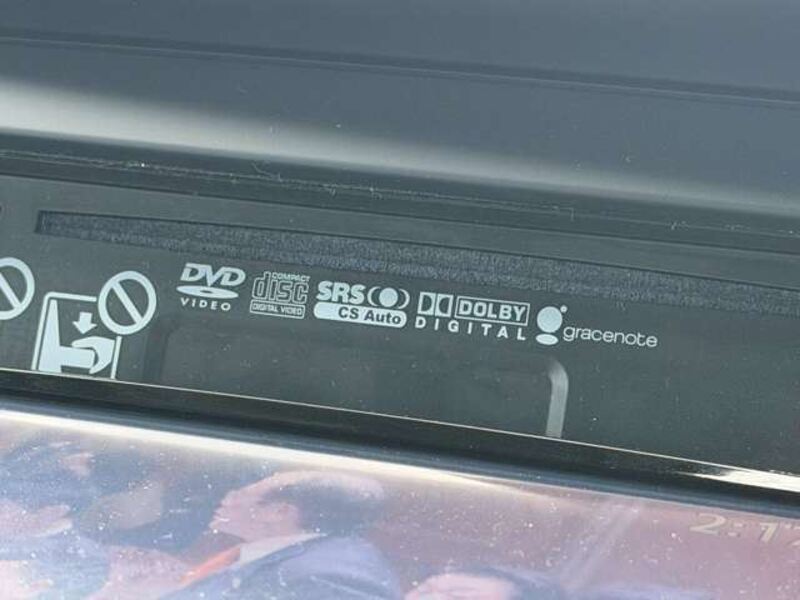 DVD
VIDEO
COMPACT
disc
DIGITAL VIDEO
SRS
CS Auto
DOLBY
DIGITAL
gracenote